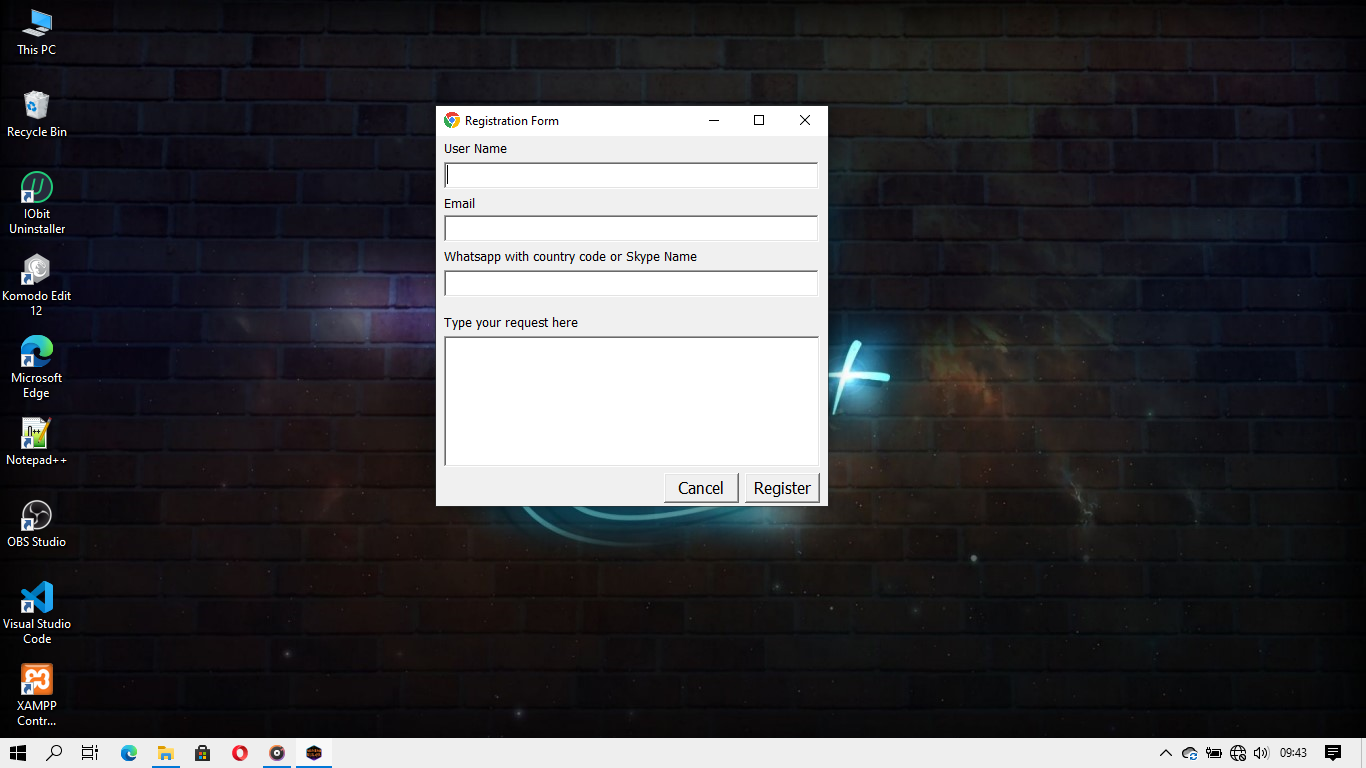 This PC
Recycle Bin
IObit
Uninstaller
Komodo Edit
12
Microsoft
Edge
Notepad++
OBS Studio
Visual Studio
Code
XAMPP
Contr...
Registration Form
User Name
Email
Whatsapp with country code or Skype Name
Type your request here
Cancel
Register
09:43